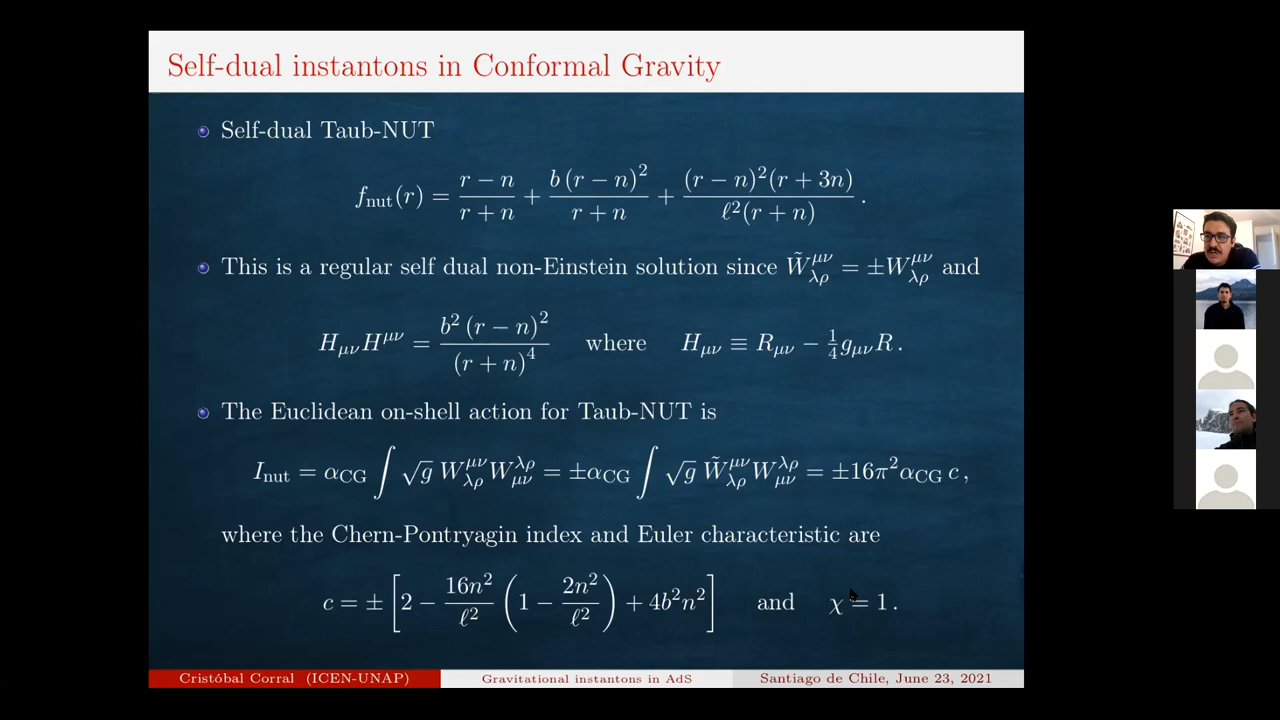 Self-dual instantons in Conformal Gravity
Self-dual Taub-NUT
f_nut(r) = (r − n)/(r + n) + b (r − n)²/(r + n) + (r − n)²(r + 3n)/(ℓ²(r + n)) .
This is a regular self dual non-Einstein solution since W̃^{μν}_{λρ} = ±W^{μν}_{λρ} and
H_{μν}H^{μν} = b² (r − n)²/(r + n)⁴ where H_{μν} ≡ R_{μν} − ¼g_{μν}R .
The Euclidean on-shell action for Taub-NUT is
I_nut = α_CG ∫ √g W^{μν}_{λρ}W^{λρ}_{μν} = ±α_CG ∫ √g W̃^{μν}_{λρ}W^{λρ}_{μν} = ±16π²α_CG c ,
where the Chern-Pontryagin index and Euler characteristic are
c = ± [2 − 16n²/ℓ² (1 − 2n²/ℓ²) + 4b²n²] and χ = 1 .
Cristóbal Corral (ICEN-UNAP) Gravitational instantons in AdS Santiago de Chile, June 23, 2021